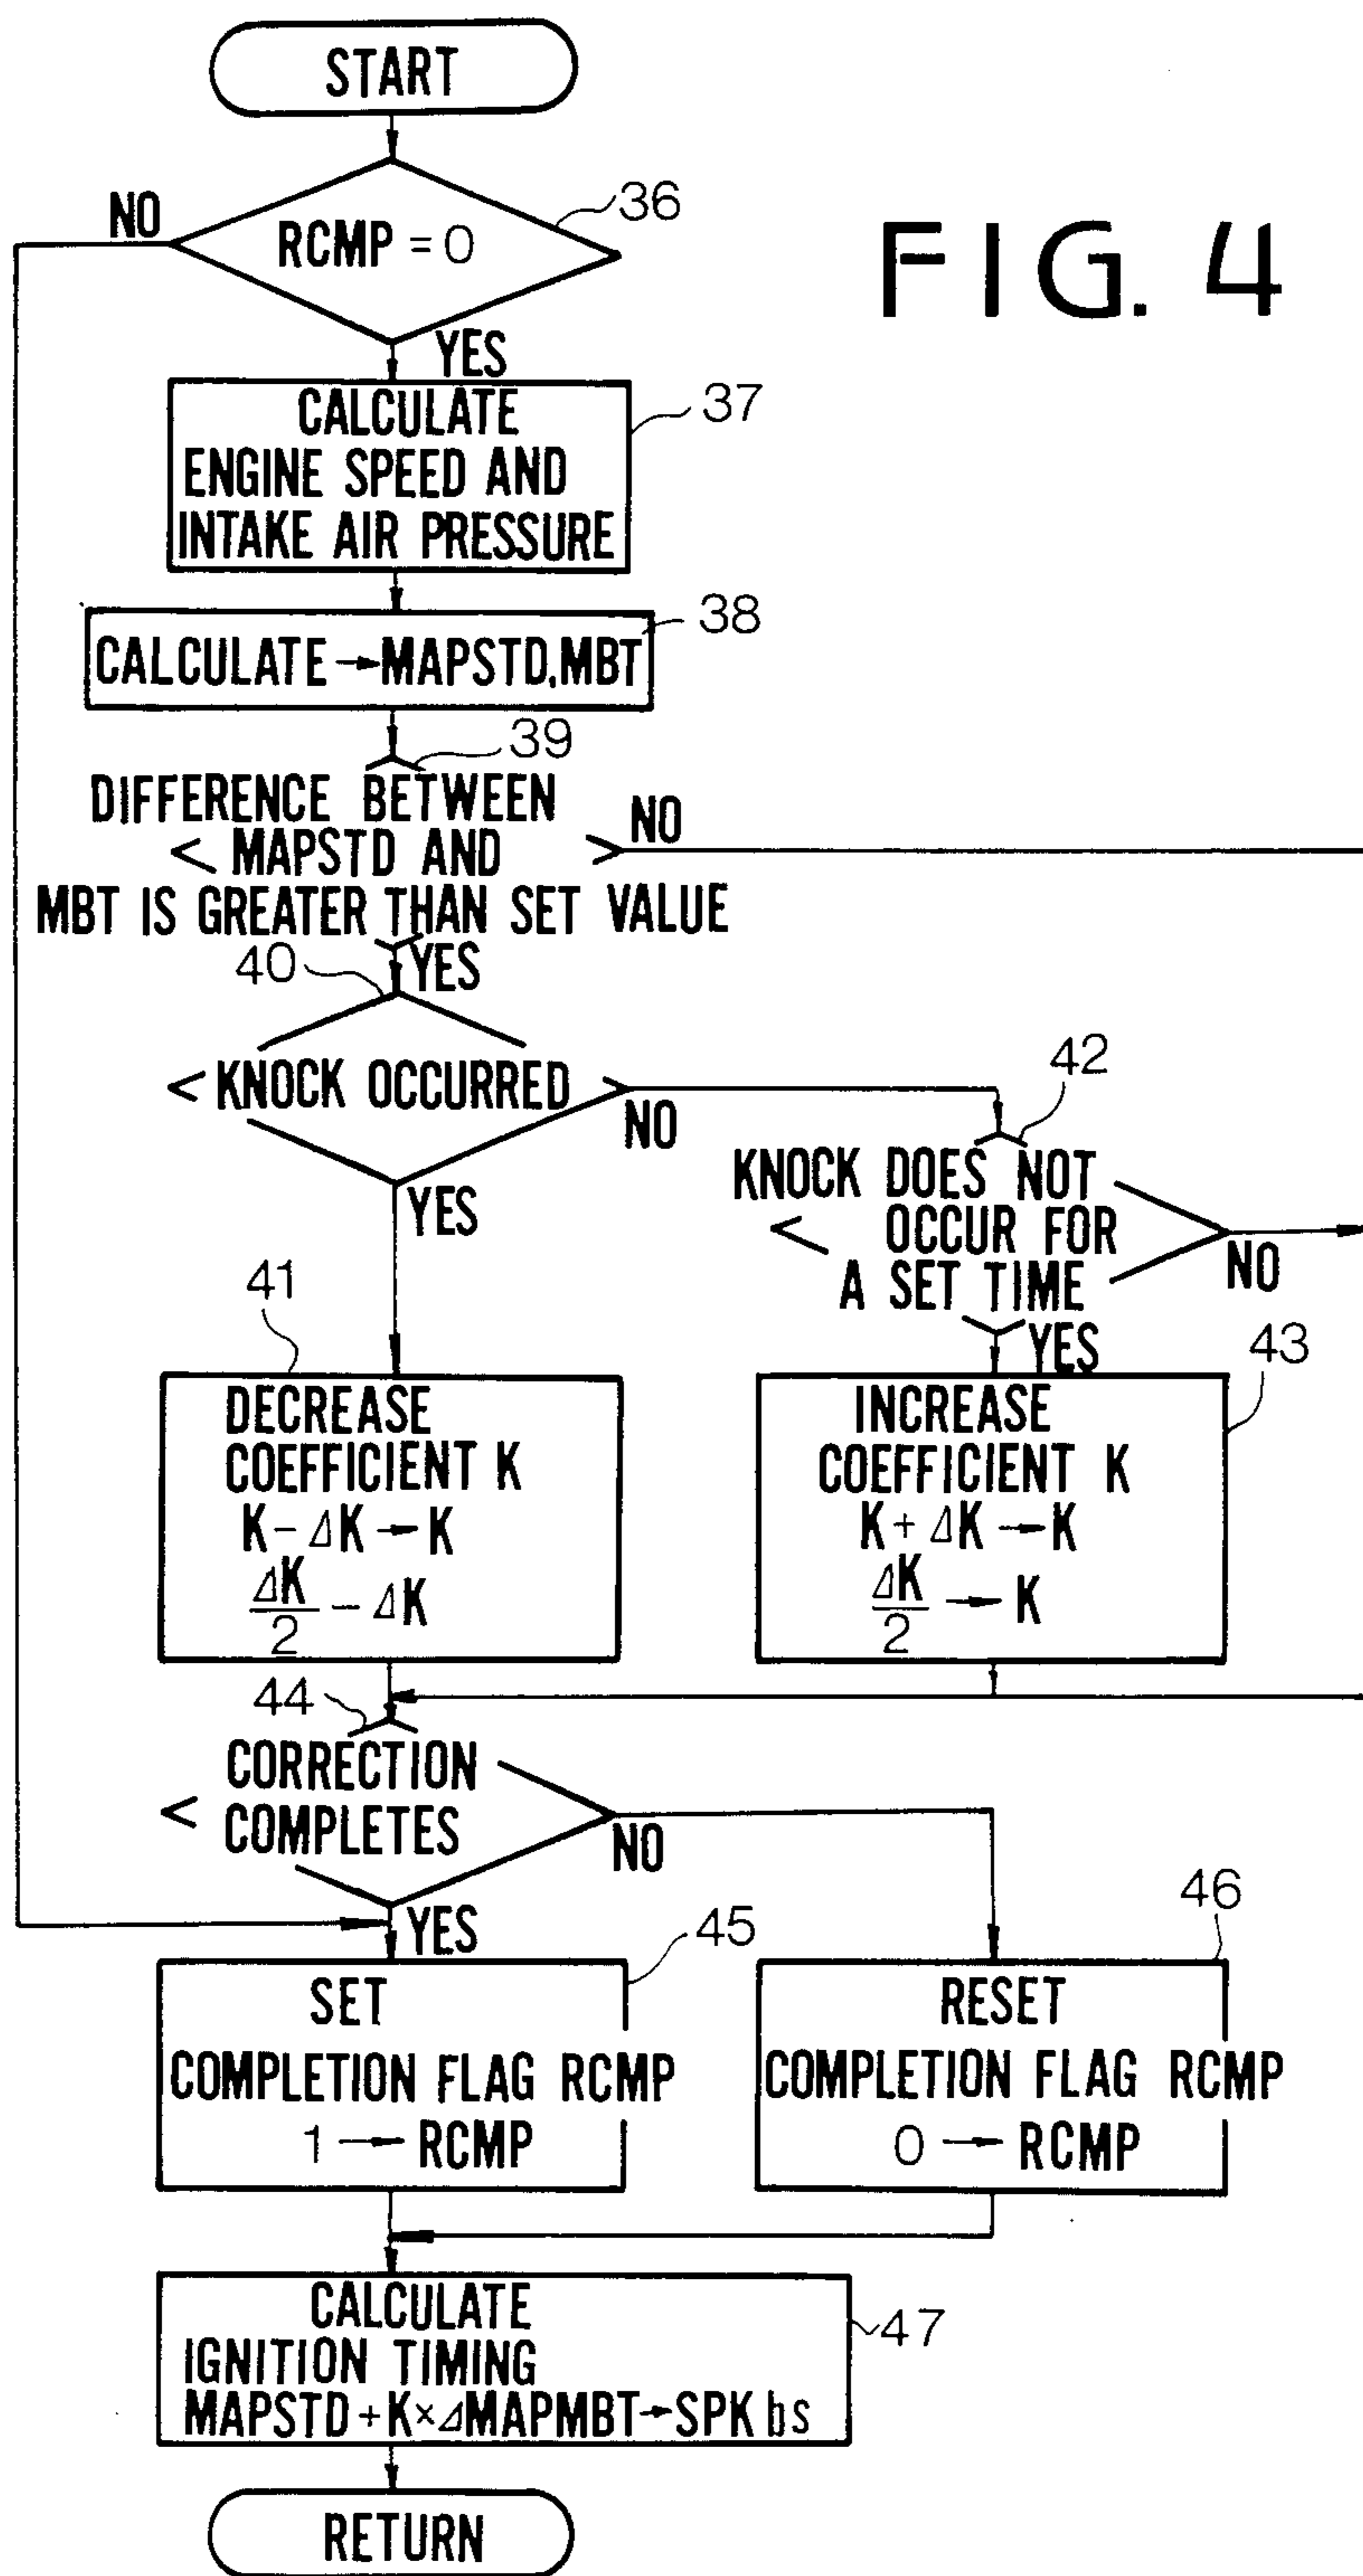 START
NO
RCMP = 0
36
FIG. 4
YES
CALCULATE
ENGINE SPEED AND
INTAKE AIR PRESSURE
37
CALCULATE → MAPSTD, MBT
38
39
DIFFERENCE BETWEEN
MAPSTD AND
MBT IS GREATER THAN SET VALUE
NO
YES
40
KNOCK OCCURRED
NO
YES
42
KNOCK DOES NOT
OCCUR FOR
A SET TIME
NO
YES
41
DECREASE
COEFFICIENT K
K - ΔK → K
ΔK/2 - ΔK
43
INCREASE
COEFFICIENT K
K + ΔK → K
ΔK/2 → K
44
CORRECTION
COMPLETES
NO
YES
45
SET
COMPLETION FLAG RCMP
1 → RCMP
46
RESET
COMPLETION FLAG RCMP
0 → RCMP
CALCULATE
IGNITION TIMING
MAPSTD + K × ΔMAPMBT → SPK bs
47
RETURN